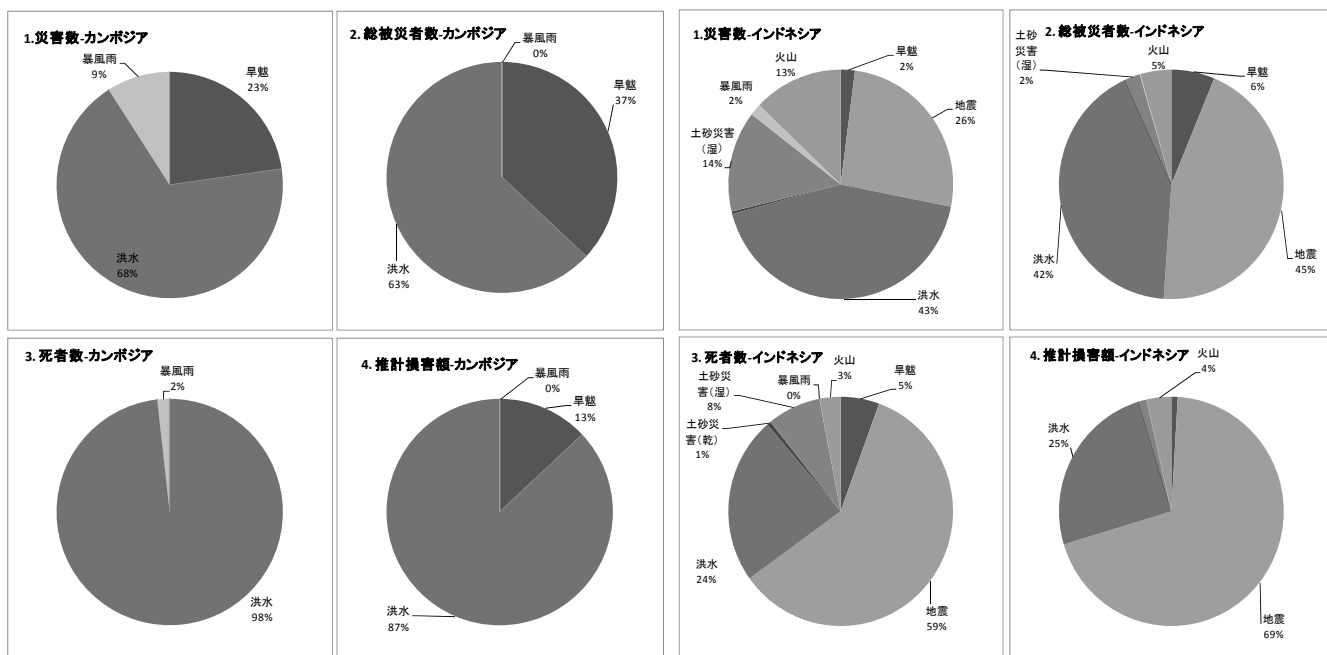 1.災害数-カンボジア
暴風雨
9%
旱魃
23%
洪水
68%
2. 総被災者数-カンボジア
暴風雨
0%
旱魃
37%
洪水
63%
3. 死者数-カンボジア
暴風雨
2%
洪水
98%
4. 推計損害額-カンボジア
暴風雨
0%
旱魃
13%
洪水
87%
1.災害数-インドネシア
火山
13%
旱魃
2%
暴風雨
2%
地震
26%
土砂災害
（湿）
14%
洪水
43%
2. 総被災者数-インドネシア
土砂
災害
（湿）
2%
火山
5%
旱魃
6%
洪水
42%
地震
45%
3. 死者数-インドネシア
火山
3%
旱魃
5%
暴風雨
0%
土砂災
害（湿）
8%
土砂災
害（乾）
1%
洪水
24%
地震
59%
4. 推計損害額-インドネシア
火山
4%
洪水
25%
地震
69%